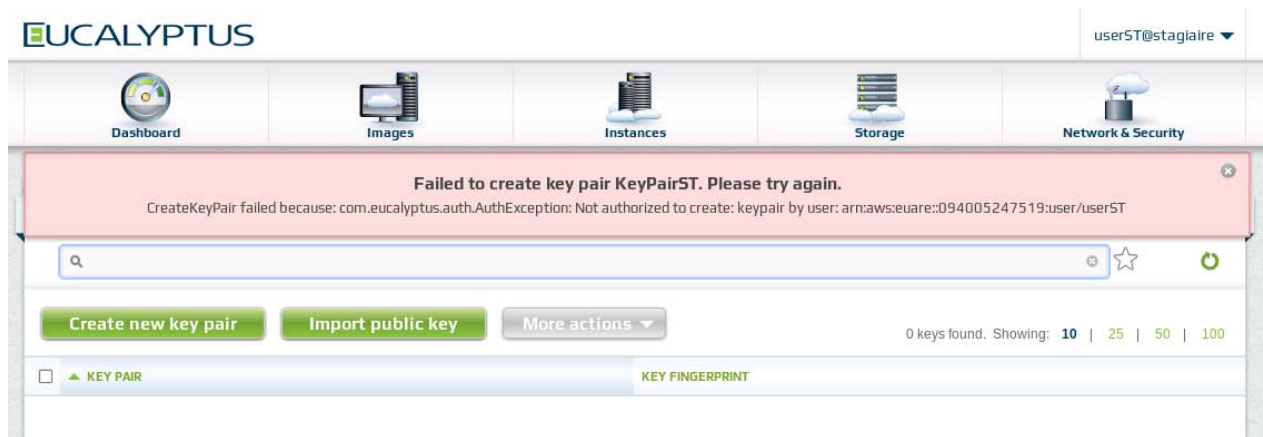 EUCALYPTUS
userST@stagiaire
Dashboard Images Instances Storage Network & Security
Failed to create key pair KeyPairST. Please try again.
CreateKeyPair failed because: com.eucalyptus.auth.AuthException: Not authorized to create: keypair by user: arn:aws:euare::094005247519:user/userST
Create new key pair Import public key More actions 0 keys found. Showing: 10 | 25 | 50 | 100
KEY PAIR KEY FINGERPRINT